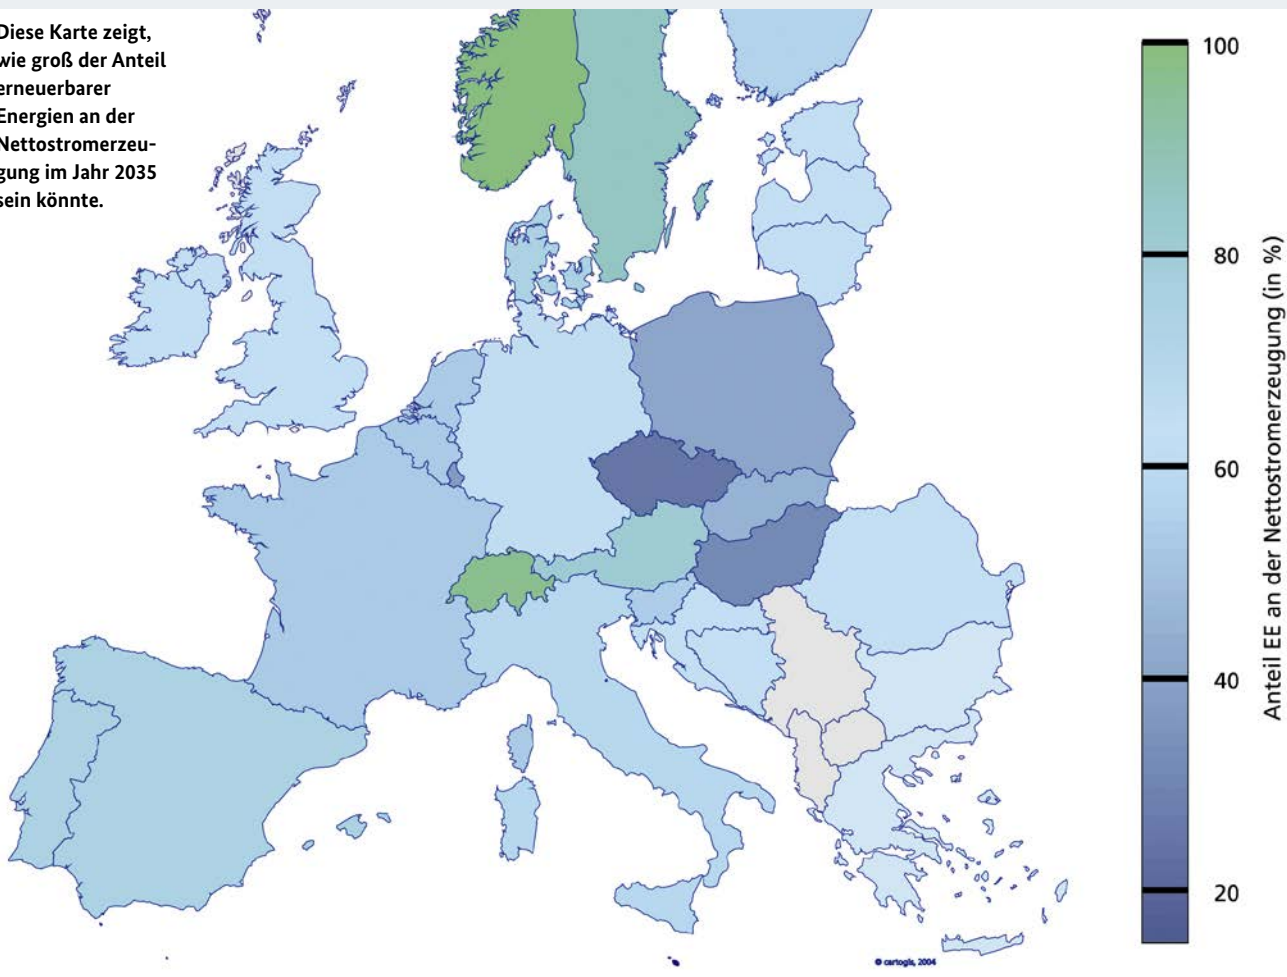 Diese Karte zeigt,
wie groß der Anteil
erneuerbarer
Energien an der
Nettostromerzeu-
gung im Jahr 2035
sein könnte.
100
80
60
40
20
Anteil EE an der Nettostromerzeugung (in %)
© cartogis, 2004